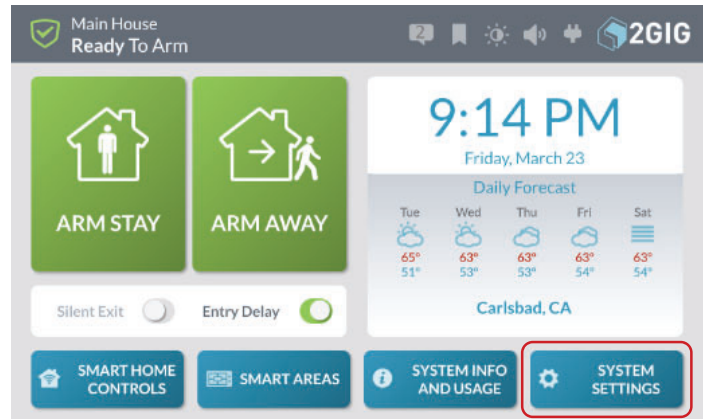 Main House
Ready To Arm
2
2GIG
ARM STAY
ARM AWAY
9:14 PM
Friday, March 23
Daily Forecast
Tue Wed Thu Fri Sat
65° 63° 63° 63° 63°
51° 53° 53° 54° 54°
Carlsbad, CA
Silent Exit
Entry Delay
SMART HOME
CONTROLS
SMART AREAS
SYSTEM INFO
AND USAGE
SYSTEM
SETTINGS